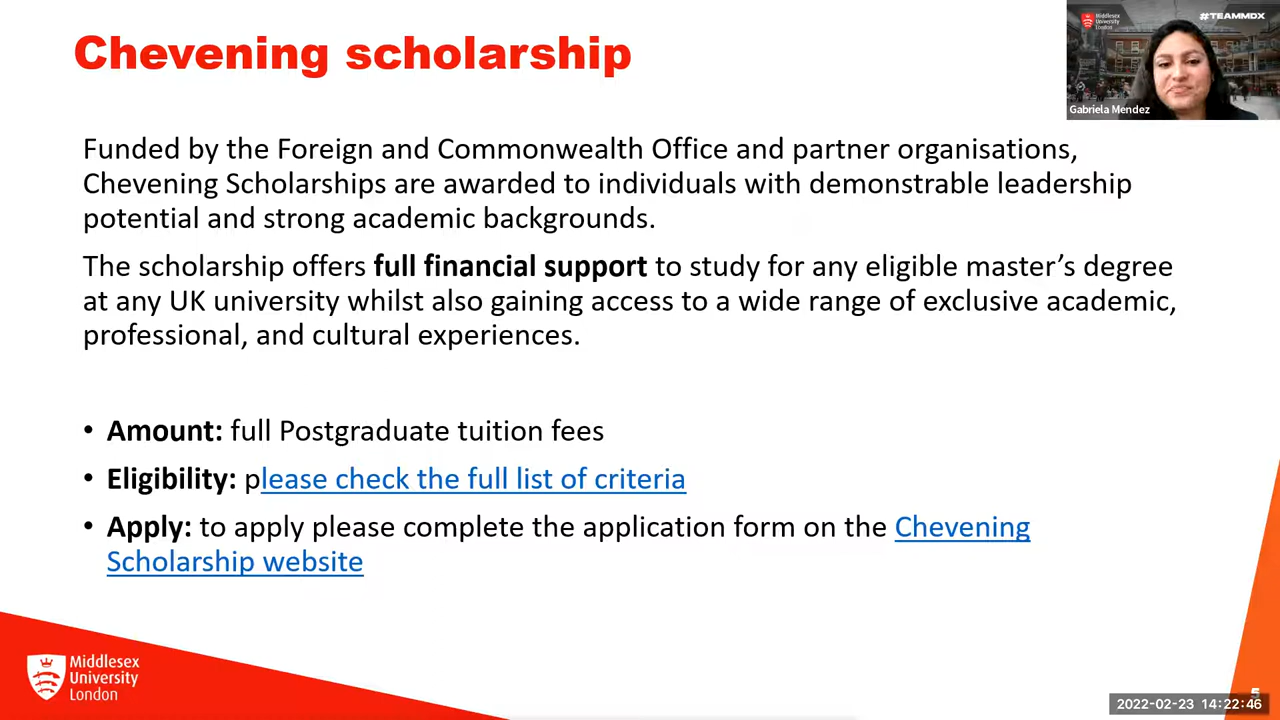 Chevening scholarship
Middlesex
University
London
#TEAMMDX
Gabriela Mendez
Funded by the Foreign and Commonwealth Office and partner organisations,
Chevening Scholarships are awarded to individuals with demonstrable leadership
potential and strong academic backgrounds.
The scholarship offers full financial support to study for any eligible master’s degree
at any UK university whilst also gaining access to a wide range of exclusive academic,
professional, and cultural experiences.
• Amount: full Postgraduate tuition fees
• Eligibility: please check the full list of criteria
• Apply: to apply please complete the application form on the Chevening
Scholarship website
Middlesex
University
London
5
2022-02-23 14:22:46